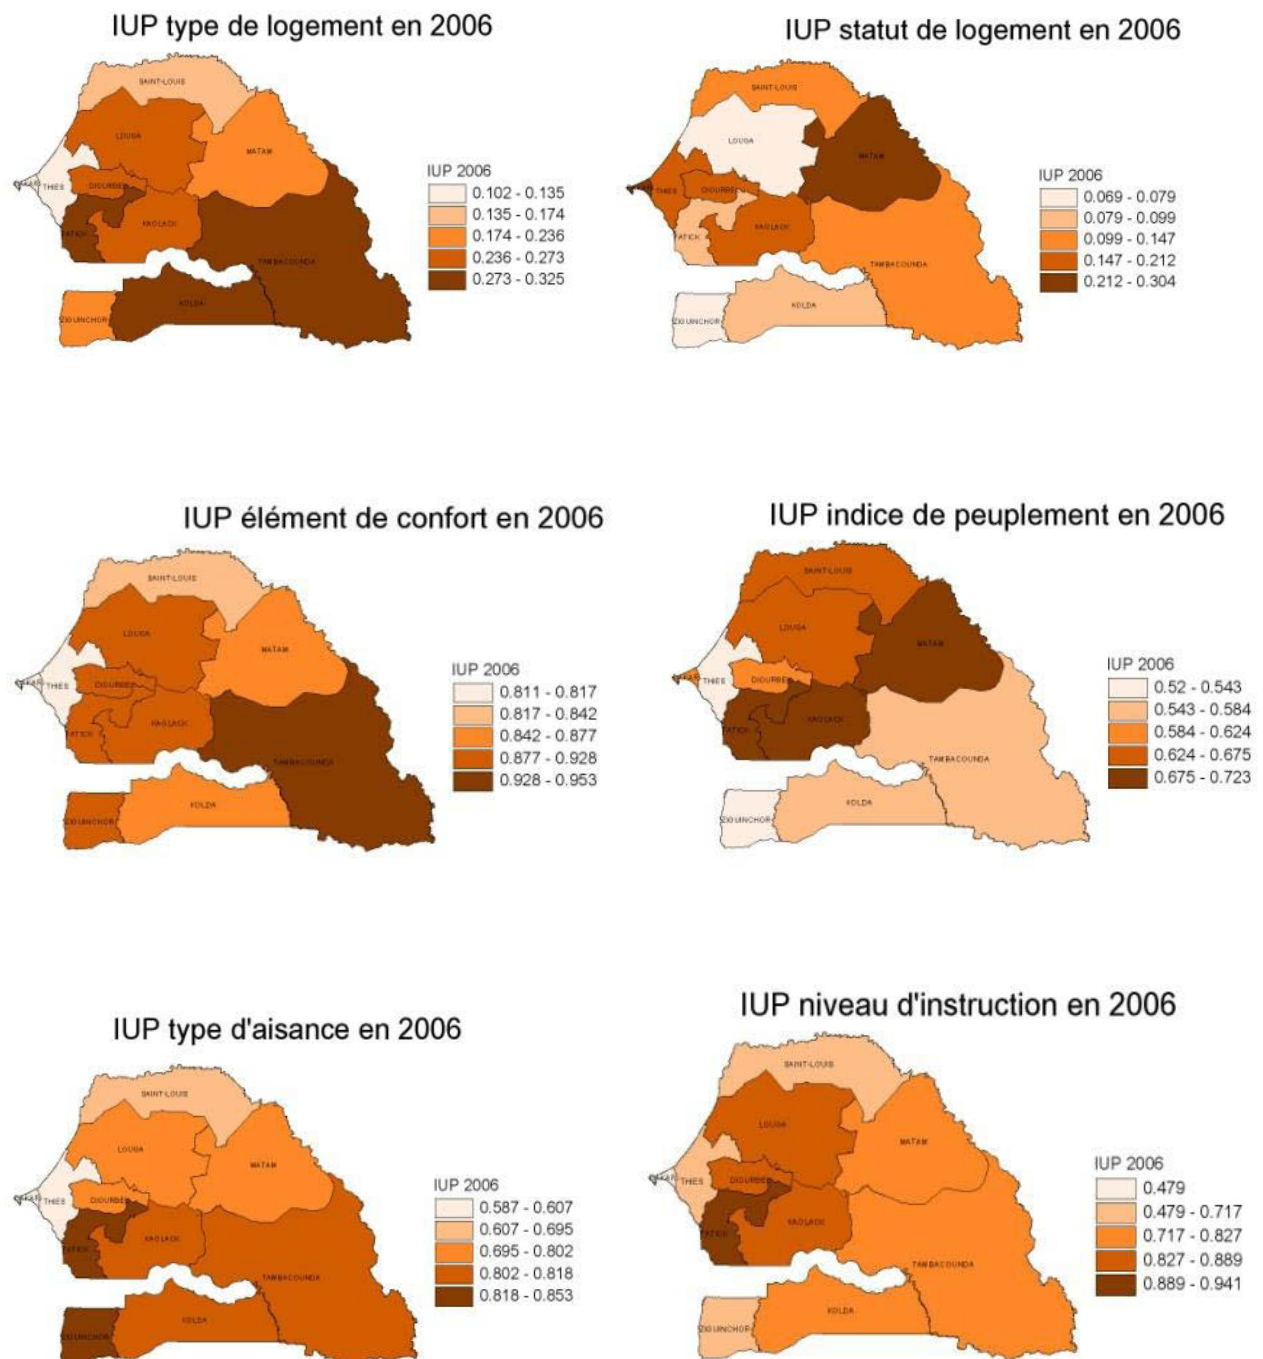 IUP type de logement en 2006
SAINT-LOUIS
LOUGA
MATAM
DAKAR
THIES
DIOURBEL
FATICK
KAOLACK
TAMBACOUNDA
KOLDA
ZIGUINCHOR
IUP 2006
0.102 - 0.135
0.135 - 0.174
0.174 - 0.236
0.236 - 0.273
0.273 - 0.325
IUP statut de logement en 2006
SAINT-LOUIS
LOUGA
MATAM
THIES
DIOURBEL
FATICK
KAOLACK
TAMBACOUNDA
KOLDA
ZIGUINCHOR
IUP 2006
0.069 - 0.079
0.079 - 0.099
0.099 - 0.147
0.147 - 0.212
0.212 - 0.304
IUP élément de confort en 2006
SAINT-LOUIS
LOUGA
MATAM
DAKAR
THIES
DIOURBEL
FATICK
KAOLACK
TAMBACOUNDA
KOLDA
ZIGUINCHOR
IUP 2006
0.811 - 0.817
0.817 - 0.842
0.842 - 0.877
0.877 - 0.928
0.928 - 0.953
IUP indice de peuplement en 2006
SAINT-LOUIS
LOUGA
MATAM
DAKAR
THIES
DIOURBEL
FATICK
KAOLACK
TAMBACOUNDA
KOLDA
ZIGUINCHOR
IUP 2006
0.52 - 0.543
0.543 - 0.584
0.584 - 0.624
0.624 - 0.675
0.675 - 0.723
IUP type d'aisance en 2006
SAINT-LOUIS
LOUGA
MATAM
DAKAR
THIES
DIOURBEL
FATICK
KAOLACK
TAMBACOUNDA
KOLDA
ZIGUINCHOR
IUP 2006
0.587 - 0.607
0.607 - 0.695
0.695 - 0.802
0.802 - 0.818
0.818 - 0.853
IUP niveau d'instruction en 2006
SAINT-LOUIS
LOUGA
MATAM
DAKAR
THIES
DIOURBEL
FATICK
KAOLACK
TAMBACOUNDA
KOLDA
ZIGUINCHOR
IUP 2006
0.479
0.479 - 0.717
0.717 - 0.827
0.827 - 0.889
0.889 - 0.941